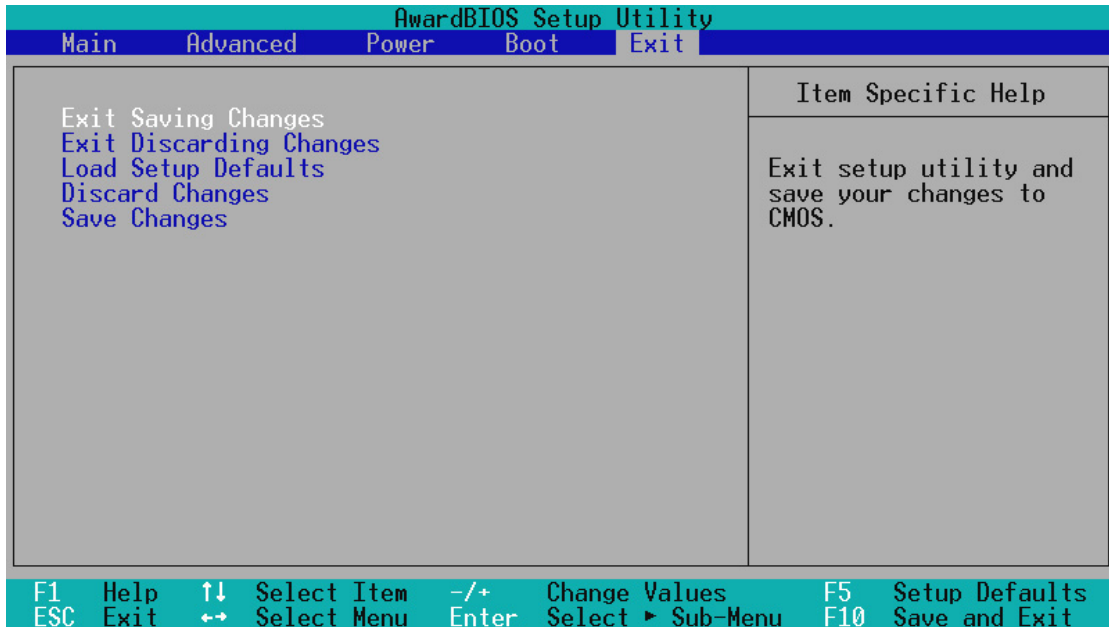 AwardBIOS Setup Utility
Main Advanced Power Boot Exit
Item Specific Help
Exit Saving Changes
Exit Discarding Changes
Load Setup Defaults
Discard Changes
Save Changes
Exit setup utility and
save your changes to
CMOS.
F1 Help ↑↓ Select Item -/+ Change Values F5 Setup Defaults
ESC Exit ←→ Select Menu Enter Select ► Sub-Menu F10 Save and Exit